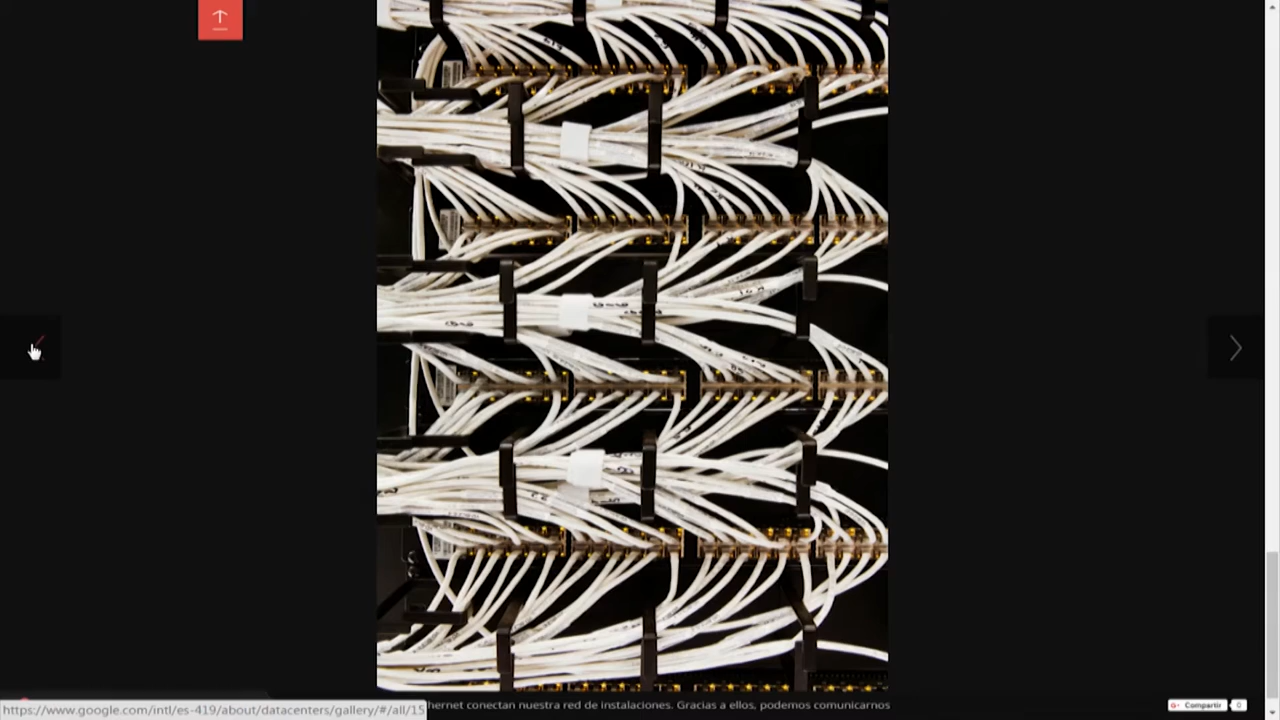 https://www.google.com/intl/es-419/about/datacenters/gallery/#/all/15
hernet conectan nuestra red de instalaciones. Gracias a ellos, podemos comunicarnos
Compartir
0